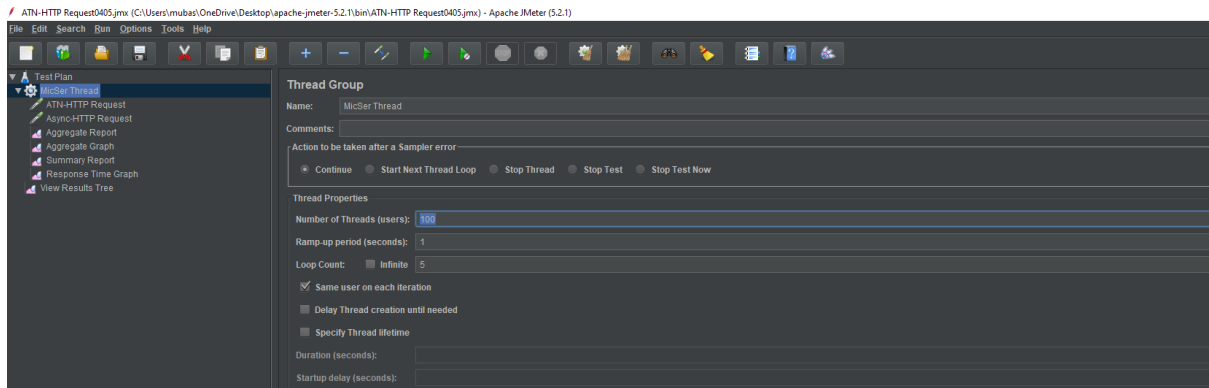 ATN-HTTP Request0405.jmx (C:\Users\mubas\OneDrive\Desktop\apache-jmeter-5.2.1\bin\ATN-HTTP Request0405.jmx) - Apache JMeter (5.2.1)
File Edit Search Run Options Tools Help
Test Plan
MicSer Thread
ATN-HTTP Request
Async-HTTP Request
Aggregate Report
Aggregate Graph
Summary Report
Response Time Graph
View Results Tree
Thread Group
Name: MicSer Thread
Comments:
Action to be taken after a Sampler error
Continue Start Next Thread Loop Stop Thread Stop Test Stop Test Now
Thread Properties
Number of Threads (users): 100
Ramp-up period (seconds): 1
Loop Count: Infinite 5
Same user on each iteration
Delay Thread creation until needed
Specify Thread lifetime
Duration (seconds):
Startup delay (seconds):